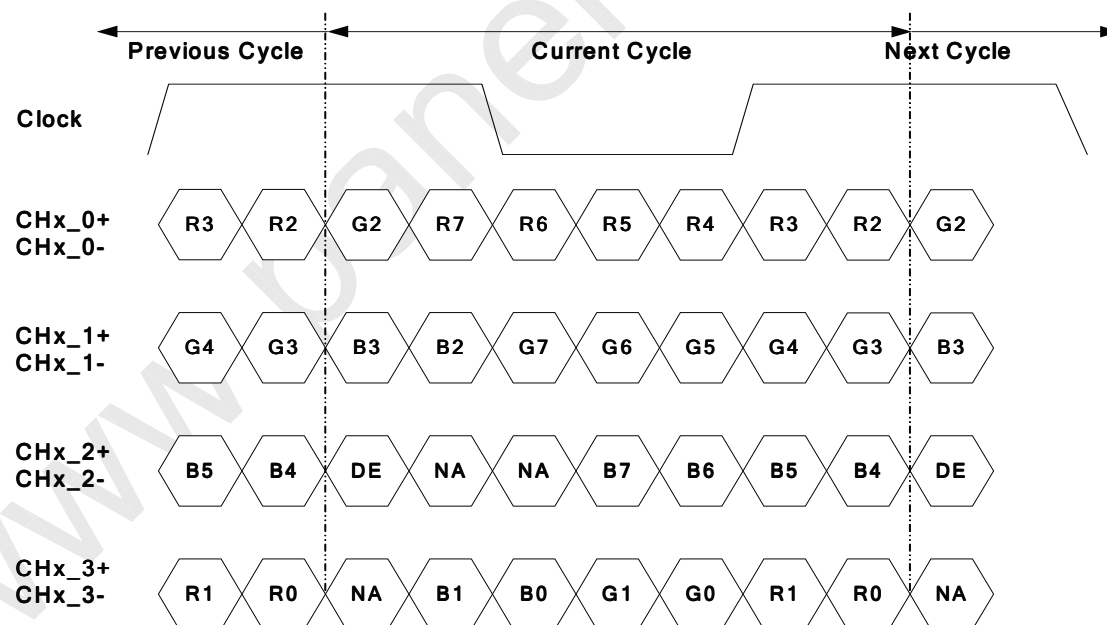 Previous Cycle Current Cycle Next Cycle
Clock
CHx_0+
CHx_0-
R3 R2 G2 R7 R6 R5 R4 R3 R2 G2
CHx_1+
CHx_1-
G4 G3 B3 B2 G7 G6 G5 G4 G3 B3
CHx_2+
CHx_2-
B5 B4 DE NA NA B7 B6 B5 B4 DE
CHx_3+
CHx_3-
R1 R0 NA B1 B0 G1 G0 R1 R0 NA
www.pane